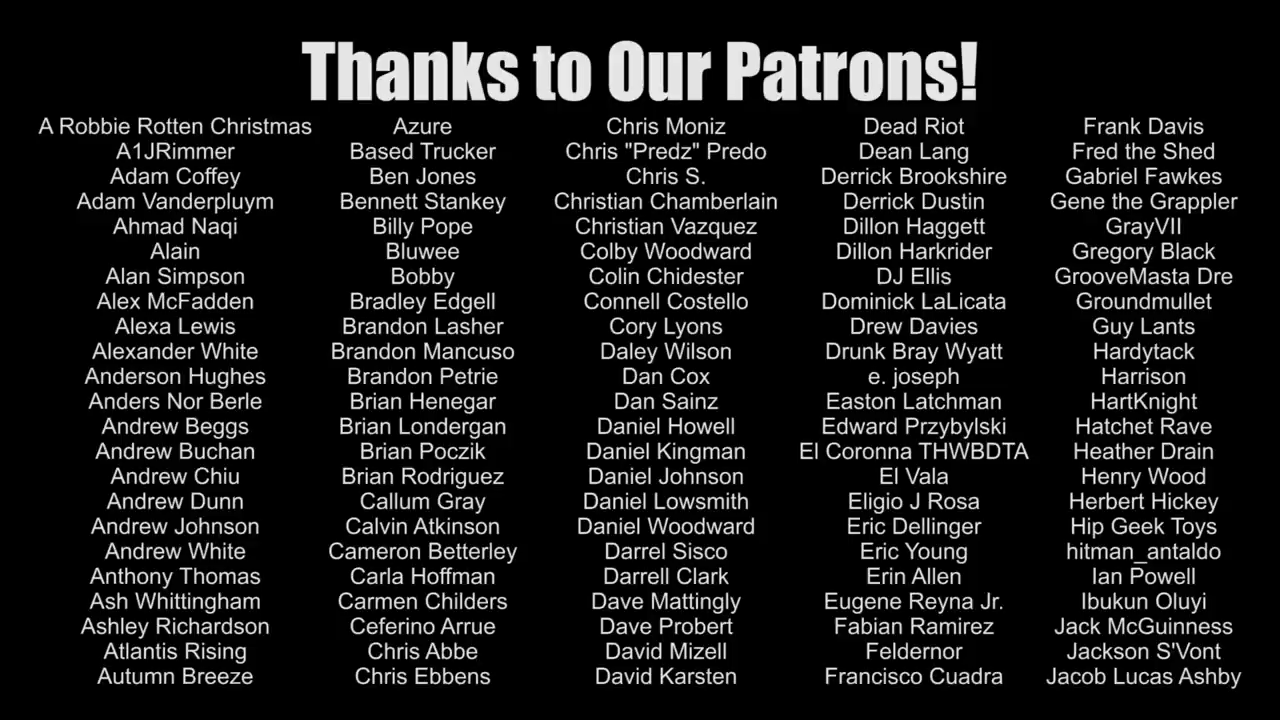 Thanks to Our Patrons!
A Robbie Rotten Christmas
A1JRimmer
Adam Coffey
Adam Vanderpluym
Ahmad Naqi
Alain
Alan Simpson
Alex McFadden
Alexa Lewis
Alexander White
Anderson Hughes
Anders Nor Berle
Andrew Beggs
Andrew Buchan
Andrew Chiu
Andrew Dunn
Andrew Johnson
Andrew White
Anthony Thomas
Ash Whittingham
Ashley Richardson
Atlantis Rising
Autumn Breeze
Azure
Based Trucker
Ben Jones
Bennett Stankey
Billy Pope
Bluwee
Bobby
Bradley Edgell
Brandon Lasher
Brandon Mancuso
Brandon Petrie
Brian Henegar
Brian Londergan
Brian Poczik
Brian Rodriguez
Callum Gray
Calvin Atkinson
Cameron Betterley
Carla Hoffman
Carmen Childers
Ceferino Arrue
Chris Abbe
Chris Ebbens
Chris Moniz
Chris "Predz" Predo
Chris S.
Christian Chamberlain
Christian Vazquez
Colby Woodward
Colin Chidester
Connell Costello
Cory Lyons
Daley Wilson
Dan Cox
Dan Sainz
Daniel Howell
Daniel Kingman
Daniel Johnson
Daniel Lowsmith
Daniel Woodward
Darrel Sisco
Darrell Clark
Dave Mattingly
Dave Probert
David Mizell
David Karsten
Dead Riot
Dean Lang
Derrick Brookshire
Derrick Dustin
Dillon Haggett
Dillon Harkrider
DJ Ellis
Dominick LaLicata
Drew Davies
Drunk Bray Wyatt
e. joseph
Easton Latchman
Edward Przybylski
El Coronna THWBDTA
El Vala
Eligio J Rosa
Eric Dellinger
Eric Young
Erin Allen
Eugene Reyna Jr.
Fabian Ramirez
Feldernor
Francisco Cuadra
Frank Davis
Fred the Shed
Gabriel Fawkes
Gene the Grappler
GrayVII
Gregory Black
GrooveMasta Dre
Groundmullet
Guy Lants
Hardytack
Harrison
HartKnight
Hatchet Rave
Heather Drain
Henry Wood
Herbert Hickey
Hip Geek Toys
hitman_antaldo
Ian Powell
Ibukun Oluyi
Jack McGuinness
Jackson S'Vont
Jacob Lucas Ashby